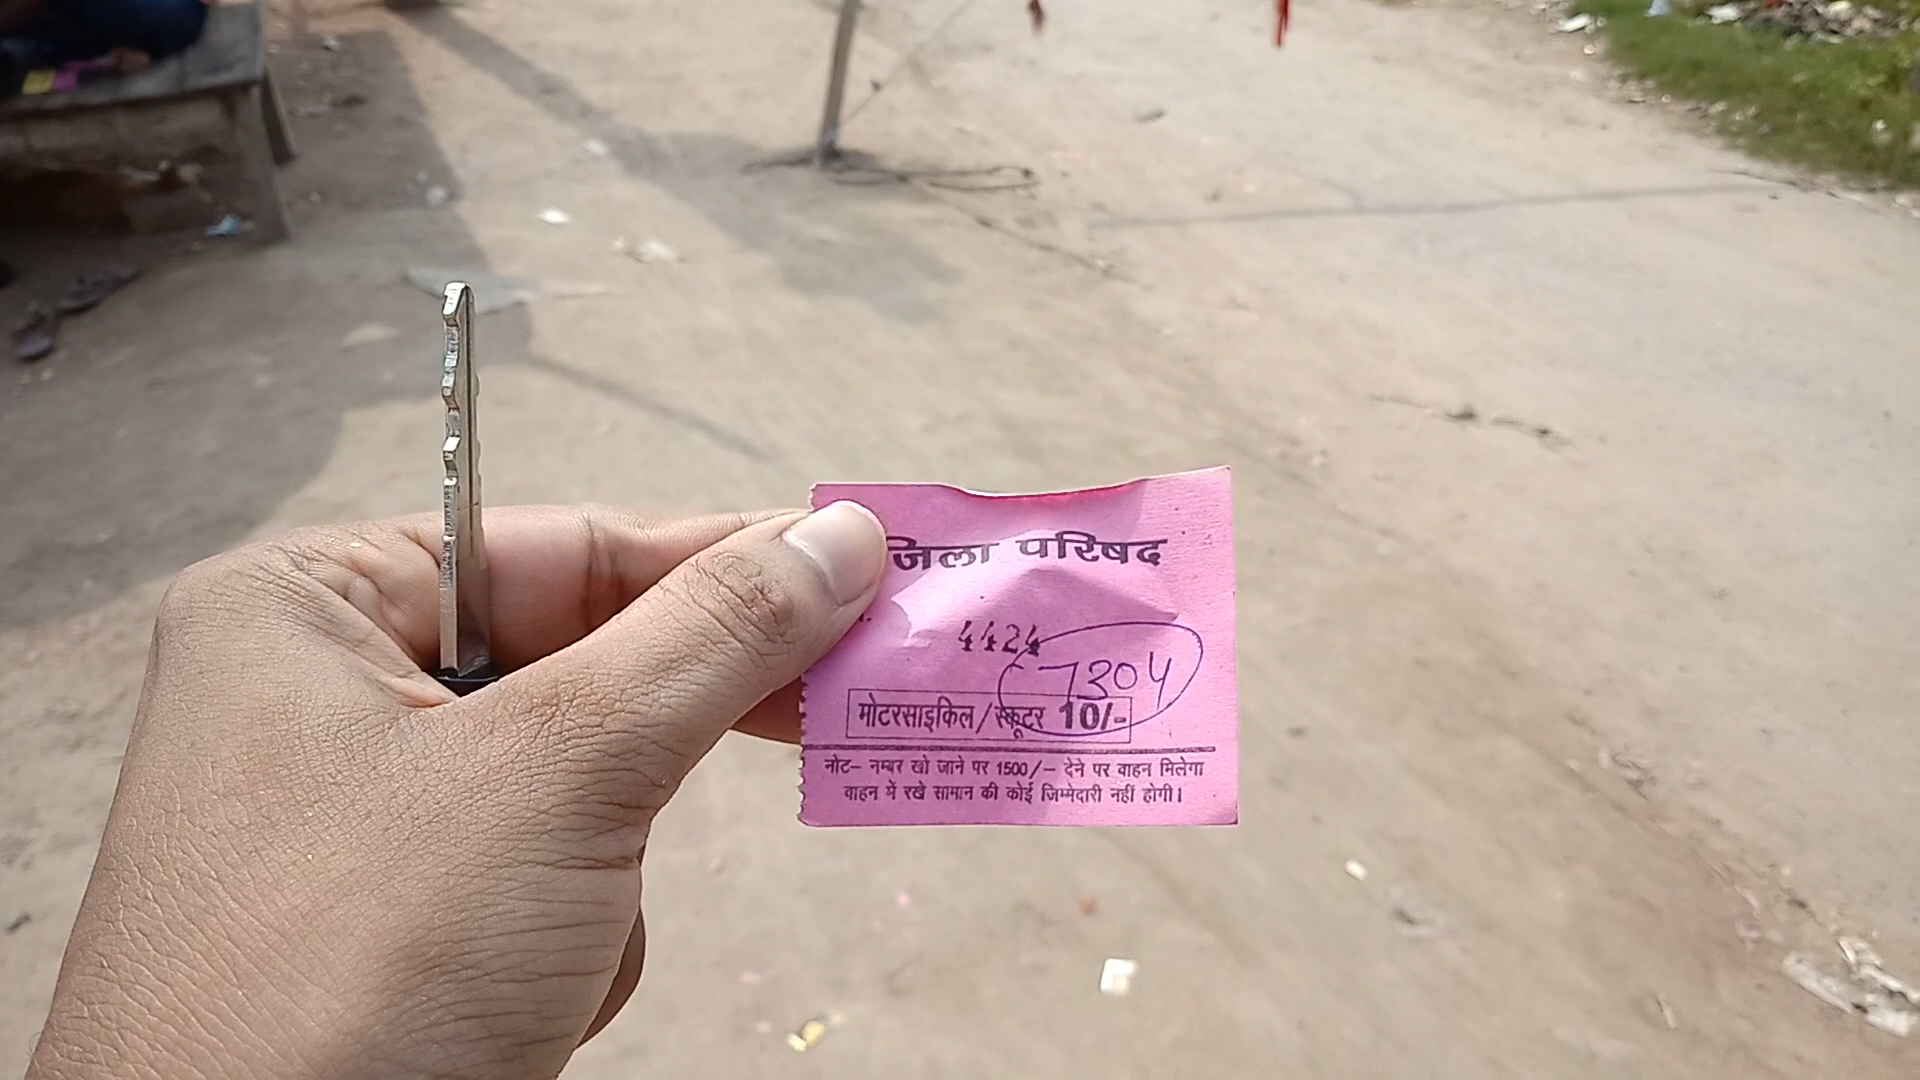 जिला परिषद
4424
7304
मोटरसाइकिल/स्कूटर 10/-
नोट- नम्बर खो जाने पर 1500/- देने पर वाहन मिलेगा
वाहन में रखे सामान की कोई जिम्मेदारी नहीं होगी।